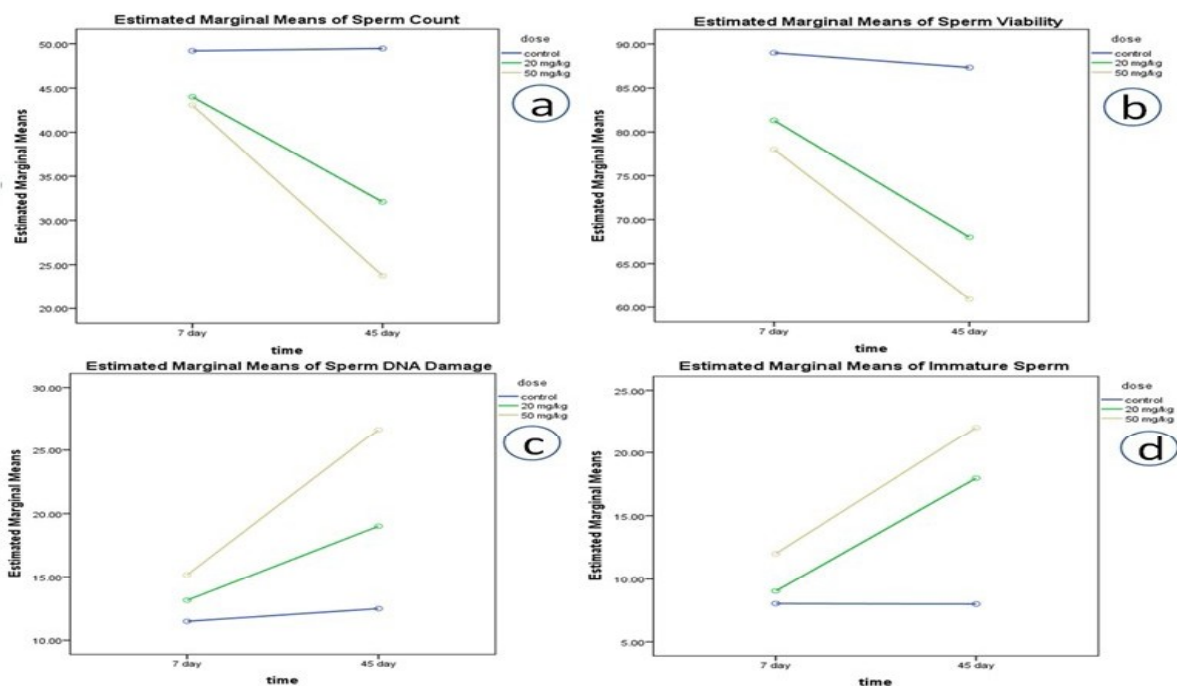 Estimated Marginal Means of Sperm Count
Estimated Marginal Means
50.00
45.00
40.00
35.00
30.00
25.00
20.00
7 day
45 day
time
dose
control
20 mg/kg
50 mg/kg
a
Estimated Marginal Means of Sperm Viability
Estimated Marginal Means
90.00
85.00
80.00
75.00
70.00
65.00
60.00
7 day
45 day
time
dose
control
20 mg/kg
50 mg/kg
b
Estimated Marginal Means of Sperm DNA Damage
Estimated Marginal Means
30.00
25.00
20.00
15.00
10.00
7 day
45 day
time
dose
control
20 mg/kg
50 mg/kg
c
Estimated Marginal Means of Immature Sperm
Estimated Marginal Means
25.00
20.00
15.00
10.00
5.00
7 day
45 day
time
dose
control
20 mg/kg
50 mg/kg
d